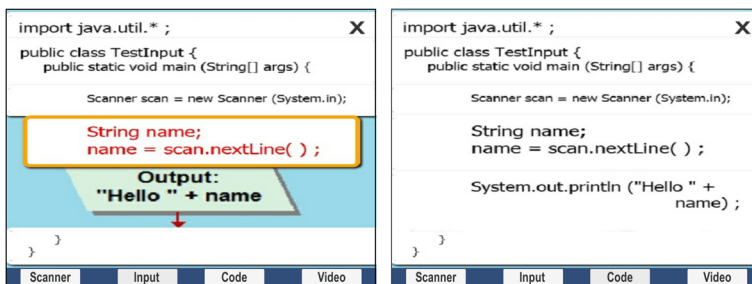 import java.util.* ; X
public class TestInput {
public static void main (String[] args) {
Scanner scan = new Scanner (System.in);
String name;
name = scan.nextLine( ) ;
Output:
"Hello " + name
}
}
Scanner Input Code Video
import java.util.* ; X
public class TestInput {
public static void main (String[] args) {
Scanner scan = new Scanner (System.in);
String name;
name = scan.nextLine( ) ;
System.out.println ("Hello " +
name) ;
}
}
Scanner Input Code Video